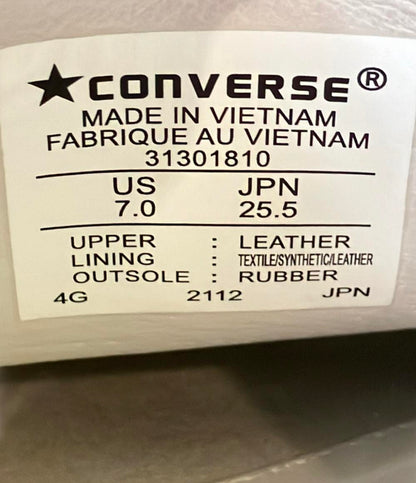 ★CONVERSE®
MADE IN VIETNAM
FABRIQUE AU VIETNAM
31301810
US JPN
7.0 25.5
UPPER : LEATHER
LINING : TEXTILE/SYNTHETIC/LEATHER
OUTSOLE : RUBBER
4G 2112 JPN